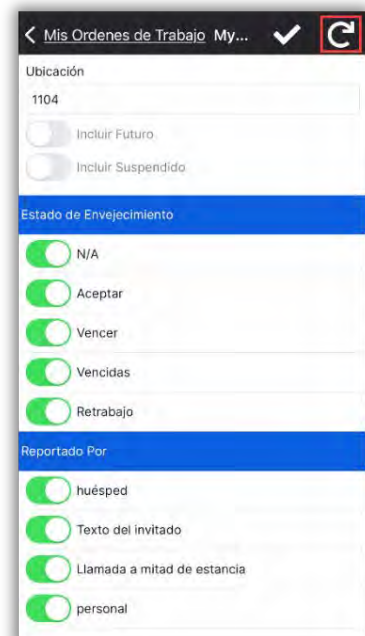 Mis Ordenes de Trabajo My...
Ubicación
1104
Incluir Futuro
Incluir Suspendido
Estado de Envejecimiento
N/A
Aceptar
Vencer
Vencidas
Retrabajo
Reportado Por
huésped
Texto del invitado
Llamada a mitad de estancia
personal